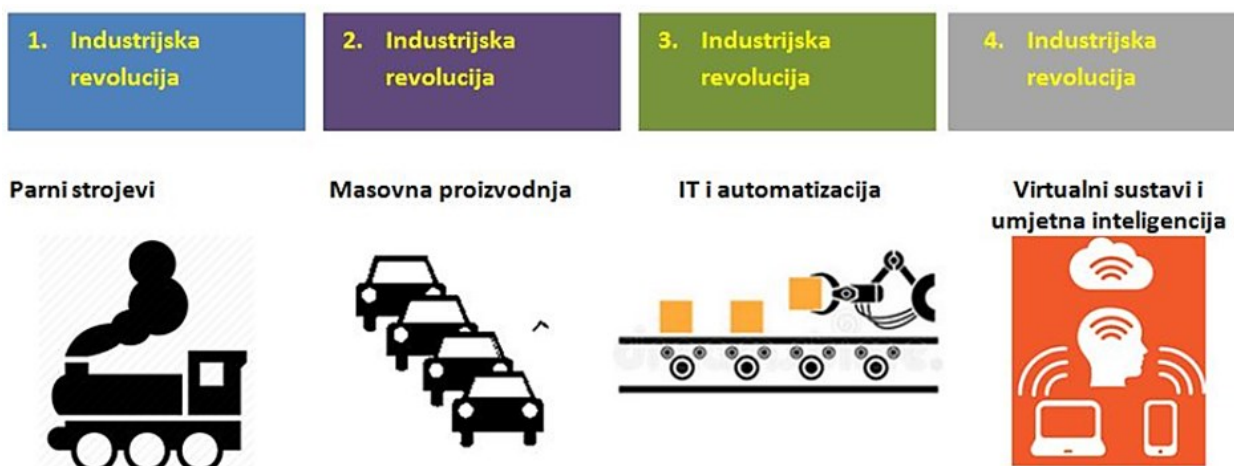 1. Industrijska
revolucija
2. Industrijska
revolucija
3. Industrijska
revolucija
4. Industrijska
revolucija
Parni strojevi
Masovna proizvodnja
IT i automatizacija
Virtualni sustavi i
umjetna inteligencija